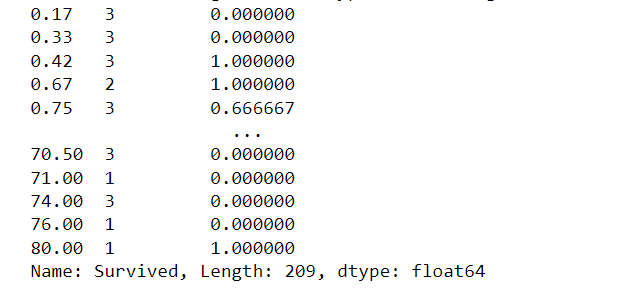 0.17 3 0.000000
0.33 3 0.000000
0.42 3 1.000000
0.67 2 1.000000
0.75 3 0.666667
...
70.50 3 0.000000
71.00 1 0.000000
74.00 3 0.000000
76.00 1 0.000000
80.00 1 1.000000
Name: Survived, Length: 209, dtype: float64